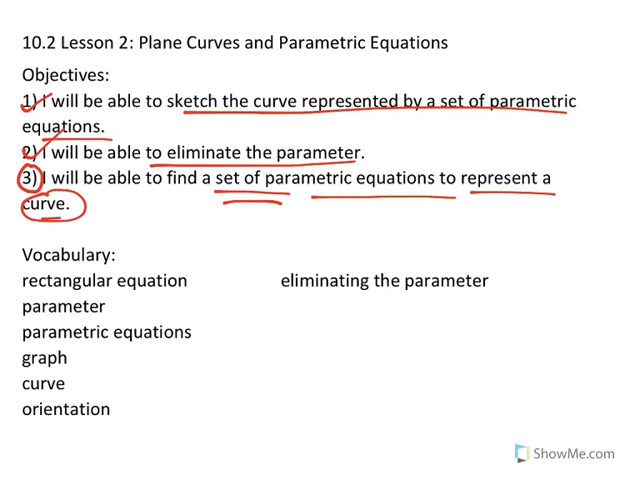 10.2 Lesson 2: Plane Curves and Parametric Equations
Objectives:
1) I will be able to sketch the curve represented by a set of parametric
equations.
2) I will be able to eliminate the parameter.
3) I will be able to find a set of parametric equations to represent a
curve.
Vocabulary:
rectangular equation eliminating the parameter
parameter
parametric equations
graph
curve
orientation
ShowMe.com